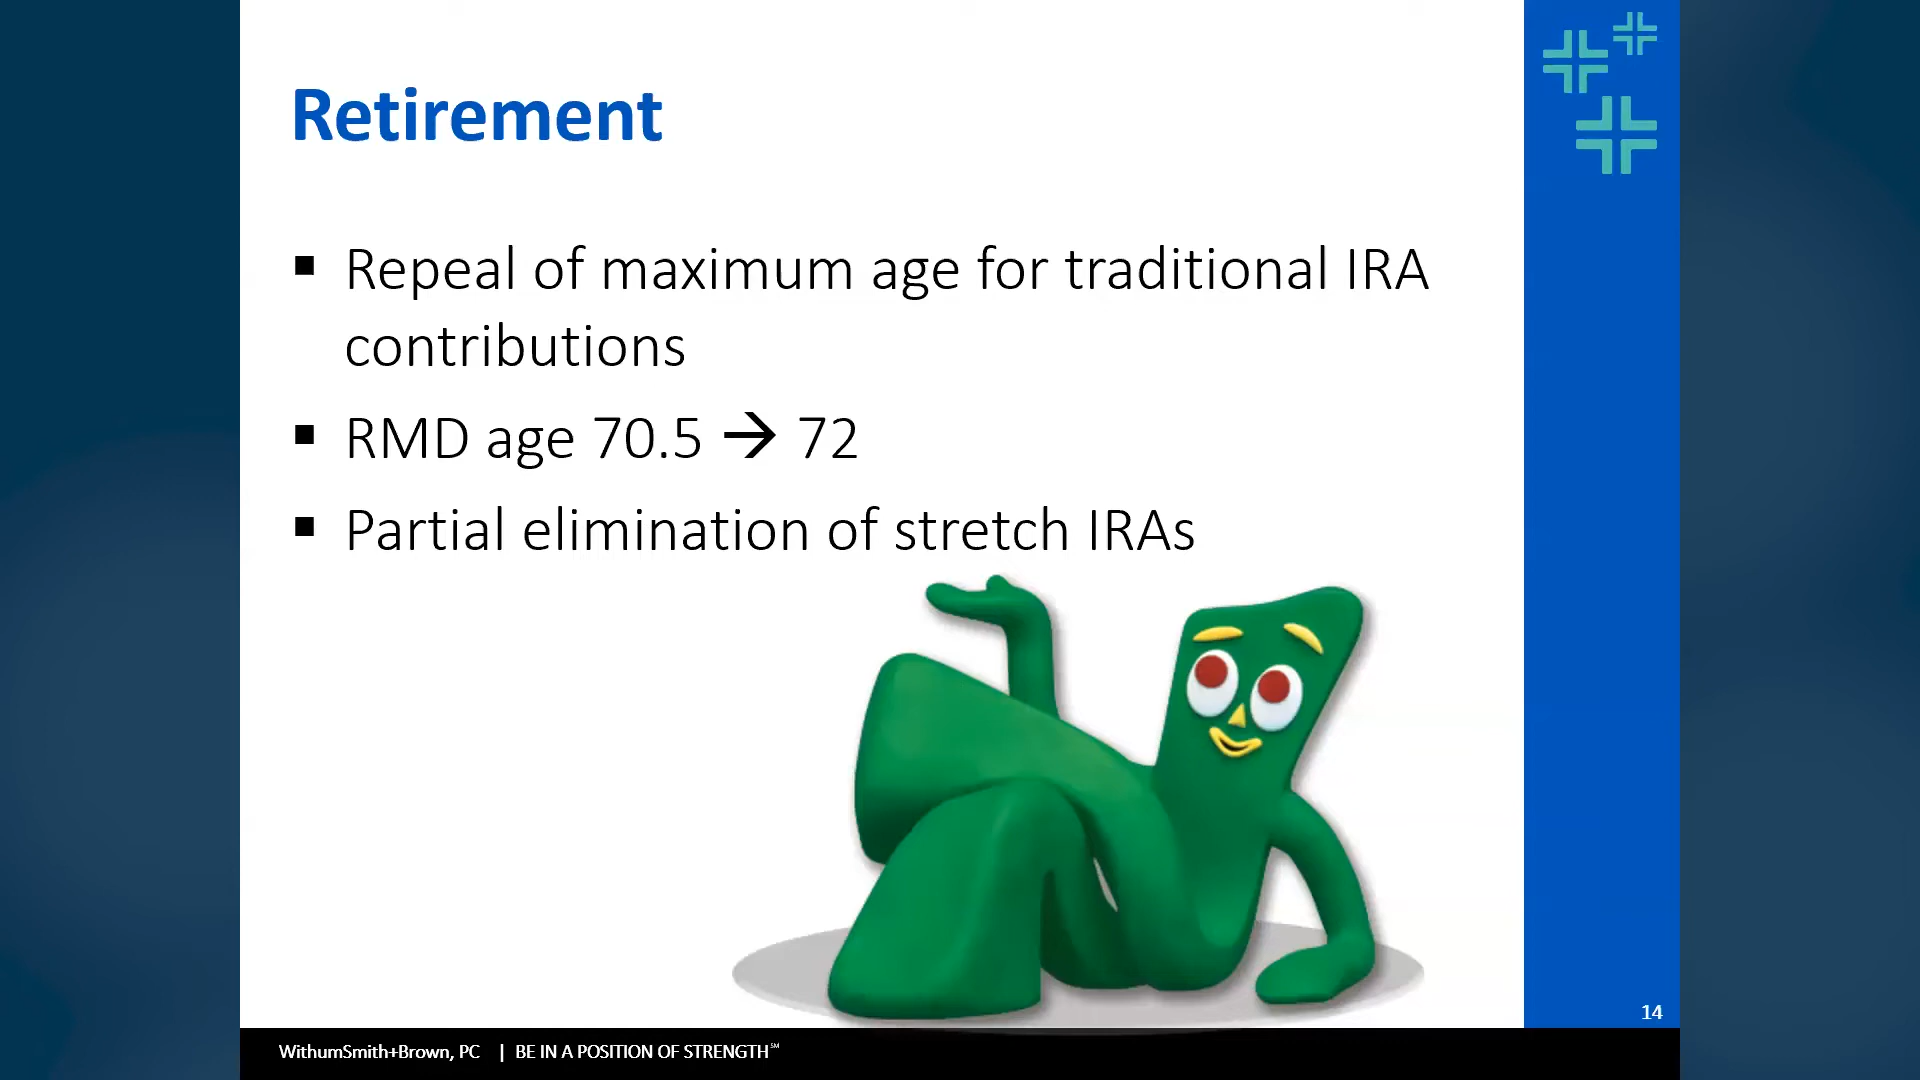 Retirement
▪ Repeal of maximum age for traditional IRA
contributions
▪ RMD age 70.5 → 72
▪ Partial elimination of stretch IRAs
14
WithumSmith+Brown, PC | BE IN A POSITION OF STRENGTH℠